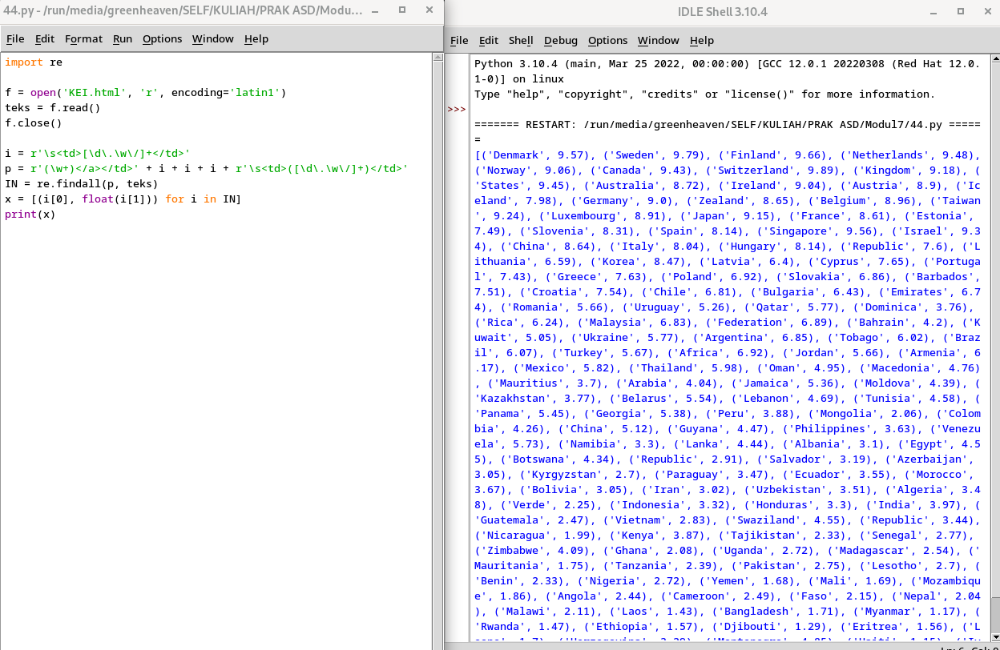 44.py - /run/media/greenheaven/SELF/KULIAH/PRAK ASD/Modu...
File Edit Format Run Options Window Help
import re
f = open('KEI.html', 'r', encoding='latin1')
teks = f.read()
f.close()
i = r'\s<td>[\d\.\w\/]+</td>'
p = r'(\w+)</a></td>' + i + i + i + r'\s<td>([\d\.\w\/]+)</td>'
IN = re.findall(p, teks)
x = [(i[0], float(i[1])) for i in IN]
print(x)
IDLE Shell 3.10.4
File Edit Shell Debug Options Window Help
Python 3.10.4 (main, Mar 25 2022, 00:00:00) [GCC 12.0.1 20220308 (Red Hat 12.0.
1-0)] on linux
Type "help", "copyright", "credits" or "license()" for more information.
>>>
======= RESTART: /run/media/greenheaven/SELF/KULIAH/PRAK ASD/Modul7/44.py =====
=
[('Denmark', 9.57), ('Sweden', 9.79), ('Finland', 9.66), ('Netherlands', 9.48),
('Norway', 9.06), ('Canada', 9.43), ('Switzerland', 9.89), ('Kingdom', 9.18), (
'States', 9.45), ('Australia', 8.72), ('Ireland', 9.04), ('Austria', 8.9), ('Ic
eland', 7.98), ('Germany', 9.0), ('Zealand', 8.65), ('Belgium', 8.96), ('Taiwan
', 9.24), ('Luxembourg', 8.91), ('Japan', 9.15), ('France', 8.61), ('Estonia',
7.49), ('Slovenia', 8.31), ('Spain', 8.14), ('Singapore', 9.56), ('Israel', 9.3
4), ('China', 8.64), ('Italy', 8.04), ('Hungary', 8.14), ('Republic', 7.6), ('L
ithuania', 6.59), ('Korea', 8.47), ('Latvia', 6.4), ('Cyprus', 7.65), ('Portuga
l', 7.43), ('Greece', 7.63), ('Poland', 6.92), ('Slovakia', 6.86), ('Barbados',
7.51), ('Croatia', 7.54), ('Chile', 6.81), ('Bulgaria', 6.43), ('Emirates', 6.7
4), ('Romania', 5.66), ('Uruguay', 5.26), ('Qatar', 5.77), ('Dominica', 3.76),
('Rica', 6.24), ('Malaysia', 6.83), ('Federation', 6.89), ('Bahrain', 4.2), ('K
uwait', 5.05), ('Ukraine', 5.77), ('Argentina', 6.85), ('Tobago', 6.02), ('Braz
il', 6.07), ('Turkey', 5.67), ('Africa', 6.92), ('Jordan', 5.66), ('Armenia', 6
.17), ('Mexico', 5.82), ('Thailand', 5.98), ('Oman', 4.95), ('Macedonia', 4.76)
, ('Mauritius', 3.7), ('Arabia', 4.04), ('Jamaica', 5.36), ('Moldova', 4.39), (
'Kazakhstan', 3.77), ('Belarus', 5.54), ('Lebanon', 4.69), ('Tunisia', 4.58), (
'Panama', 5.45), ('Georgia', 5.38), ('Peru', 3.88), ('Mongolia', 2.06), ('Colom
bia', 4.26), ('China', 5.12), ('Guyana', 4.47), ('Philippines', 3.63), ('Venezu
ela', 5.73), ('Namibia', 3.3), ('Lanka', 4.44), ('Albania', 3.1), ('Egypt', 4.5
5), ('Botswana', 4.34), ('Republic', 2.91), ('Salvador', 3.19), ('Azerbaijan',
3.05), ('Kyrgyzstan', 2.7), ('Paraguay', 3.47), ('Ecuador', 3.55), ('Morocco',
3.67), ('Bolivia', 3.05), ('Iran', 3.02), ('Uzbekistan', 3.51), ('Algeria', 3.4
8), ('Verde', 2.25), ('Indonesia', 3.32), ('Honduras', 3.3), ('India', 3.97), (
'Guatemala', 2.47), ('Vietnam', 2.83), ('Swaziland', 4.55), ('Republic', 3.44),
('Nicaragua', 1.99), ('Kenya', 3.87), ('Tajikistan', 2.33), ('Senegal', 2.77),
('Zimbabwe', 4.09), ('Ghana', 2.08), ('Uganda', 2.72), ('Madagascar', 2.54), ('
Mauritania', 1.75), ('Tanzania', 2.39), ('Pakistan', 2.75), ('Lesotho', 2.7), (
'Benin', 2.33), ('Nigeria', 2.72), ('Yemen', 1.68), ('Mali', 1.69), ('Mozambiqu
e', 1.86), ('Angola', 2.44), ('Cameroon', 2.49), ('Faso', 2.15), ('Nepal', 2.04
), ('Malawi', 2.11), ('Laos', 1.43), ('Bangladesh', 1.71), ('Myanmar', 1.17), (
'Rwanda', 1.47), ('Ethiopia', 1.57), ('Djibouti', 1.29), ('Eritrea', 1.56), ('L